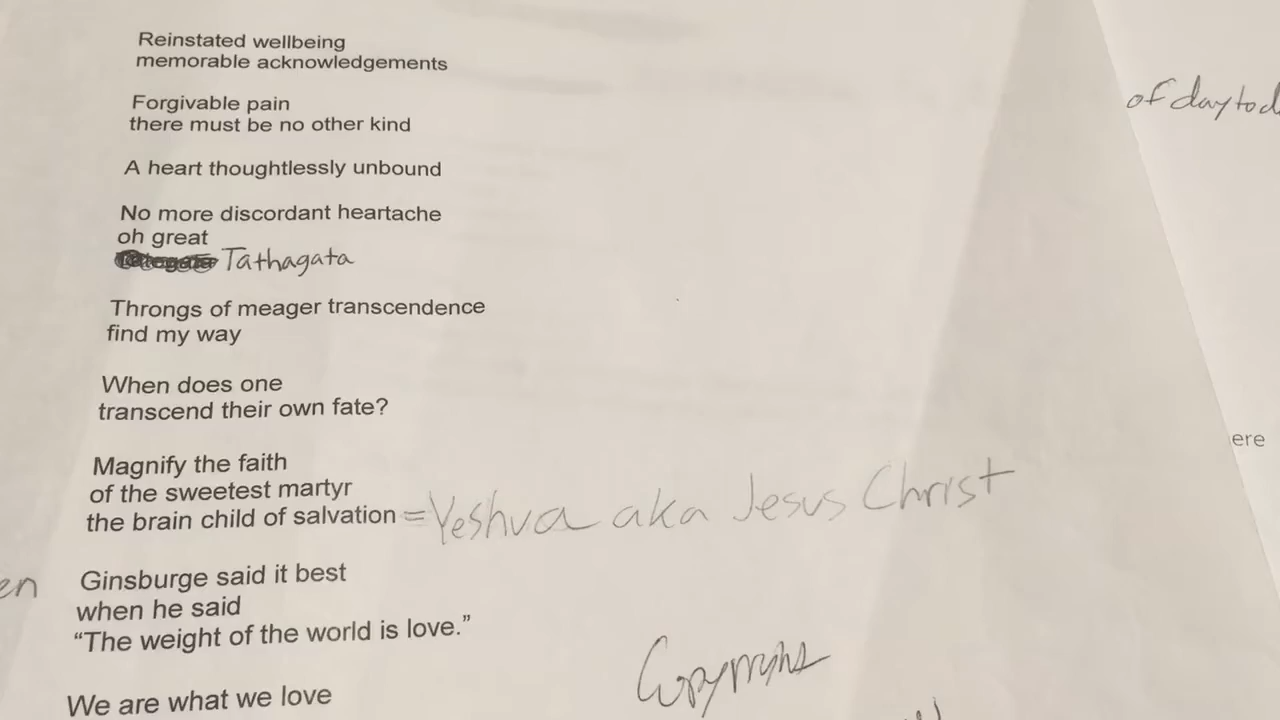 Reinstated wellbeing
memorable acknowledgements
Forgivable pain
there must be no other kind
of day to d
A heart thoughtlessly unbound
No more discordant heartache
oh great
Tathagata
Throngs of meager transcendence
find my way
When does one
transcend their own fate?
ere
Magnify the faith
of the sweetest martyr
the brain child of salvation = Yeshva aka Jesus Christ
en
Ginsburge said it best
when he said
“The weight of the world is love.”
We are what we love